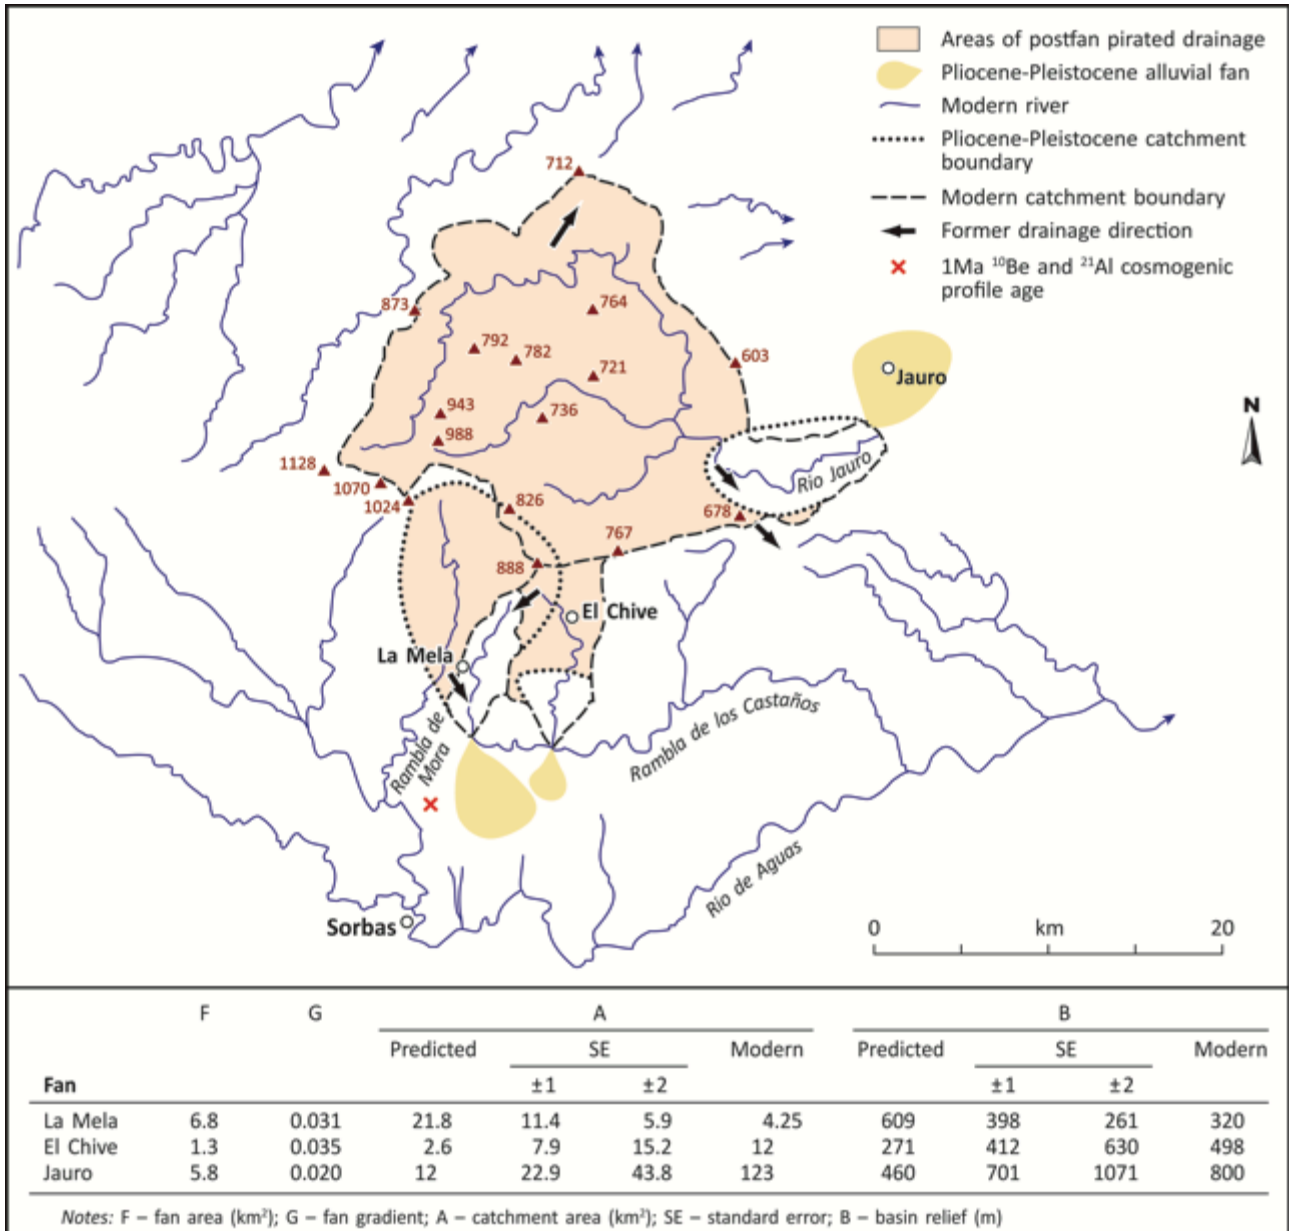 Areas of postfan pirated drainage
Pliocene-Pleistocene alluvial fan
Modern river
Pliocene-Pleistocene catchment
boundary
Modern catchment boundary
Former drainage direction
1Ma ¹⁰Be and ²¹Al cosmogenic
profile age
712
873
764
792
782
721
603
943
736
988
1128
1070
1024
826
678
767
888
Jauro
N
Rio Jauro
El Chive
La Mela
Rambla de
Mora
Rambla de los Castaños
Rio de Aguas
Sorbas
0 km 20
F G A B
Predicted SE Modern Predicted SE Modern
Fan ±1 ±2 ±1 ±2
La Mela 6.8 0.031 21.8 11.4 5.9 4.25 609 398 261 320
El Chive 1.3 0.035 2.6 7.9 15.2 12 271 412 630 498
Jauro 5.8 0.020 12 22.9 43.8 123 460 701 1071 800
Notes: F – fan area (km²); G – fan gradient; A – catchment area (km²); SE – standard error; B – basin relief (m)